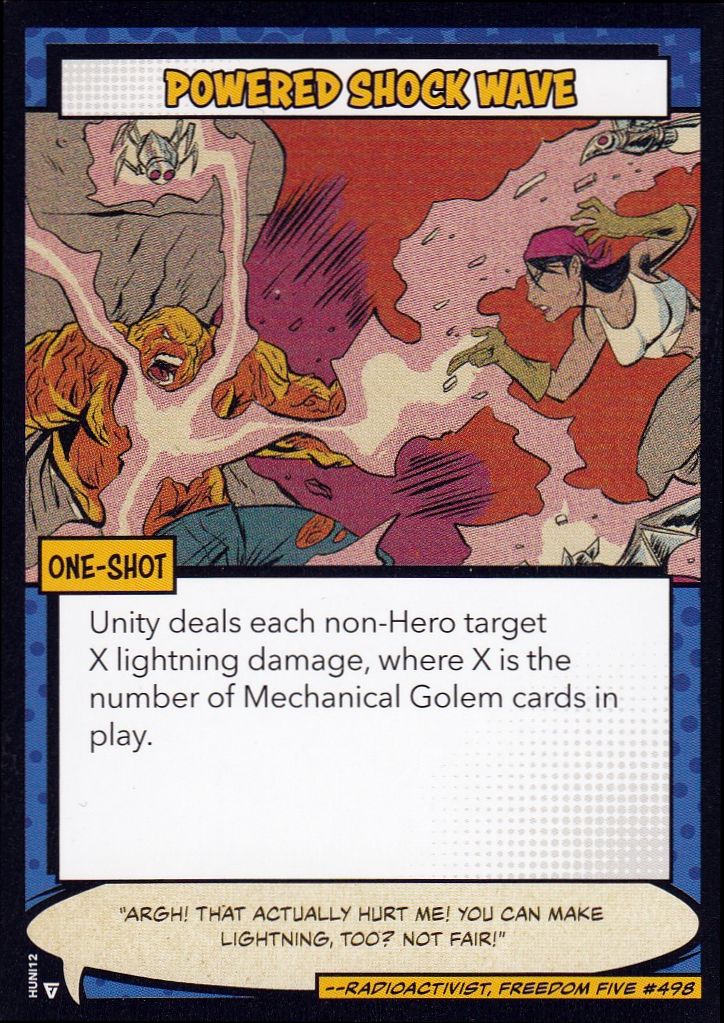 POWERED SHOCK WAVE
ONE-SHOT
Unity deals each non-Hero target
X lightning damage, where X is the
number of Mechanical Golem cards in
play.
"ARGH! THAT ACTUALLY HURT ME! YOU CAN MAKE
LIGHTNING, TOO? NOT FAIR!"
--RADIOACTIVIST, FREEDOM FIVE #498
HUNI12